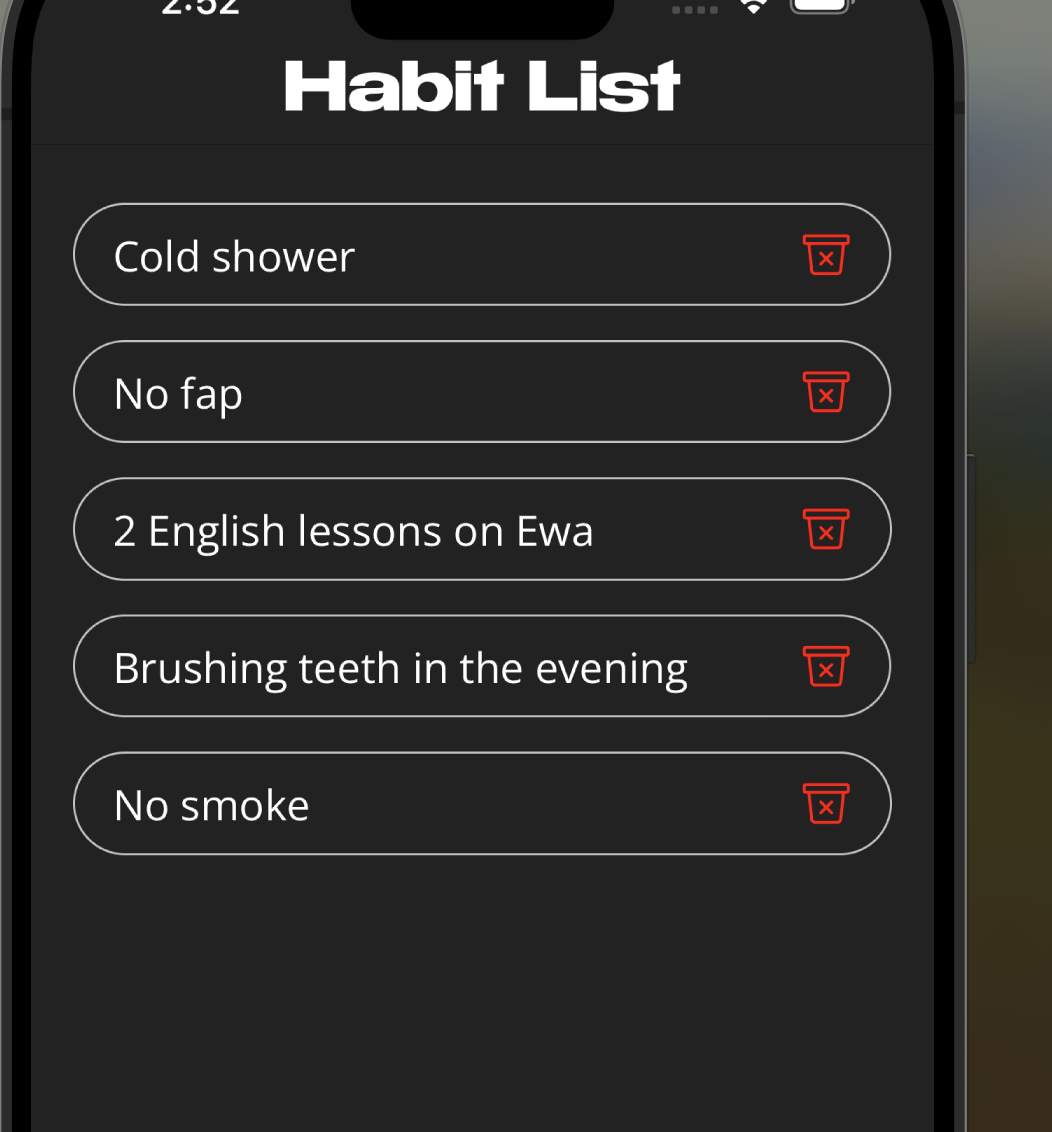 2:52
Habit List
Cold shower
No fap
2 English lessons on Ewa
Brushing teeth in the evening
No smoke